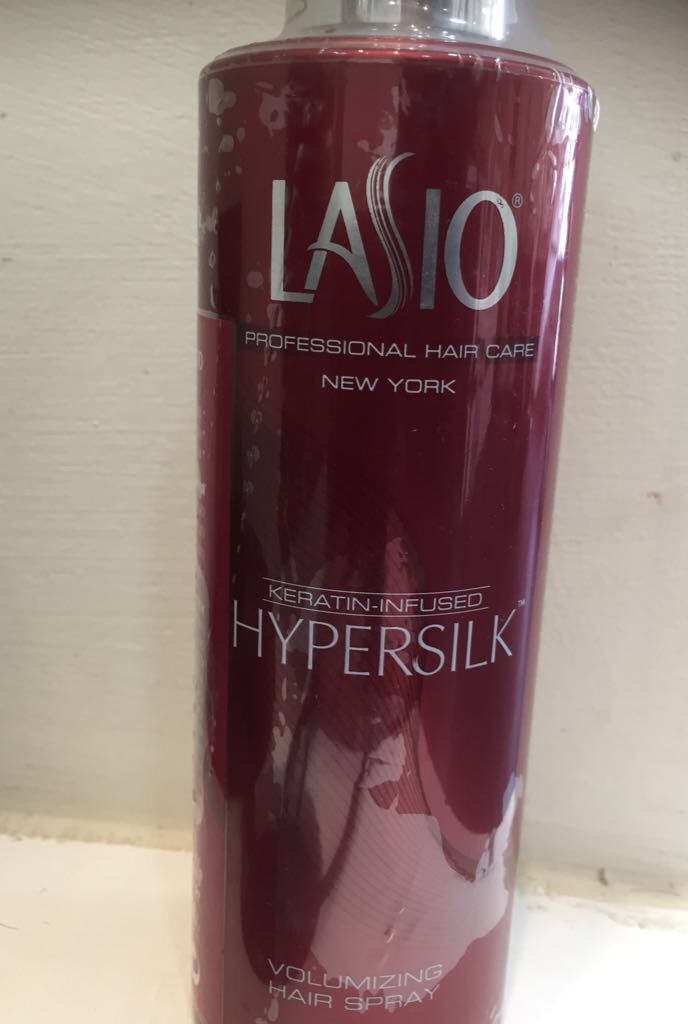 LASIO®
PROFESSIONAL HAIR CARE
NEW YORK
KERATIN-INFUSED
HYPERSILK™
VOLUMIZING
HAIR SPRAY